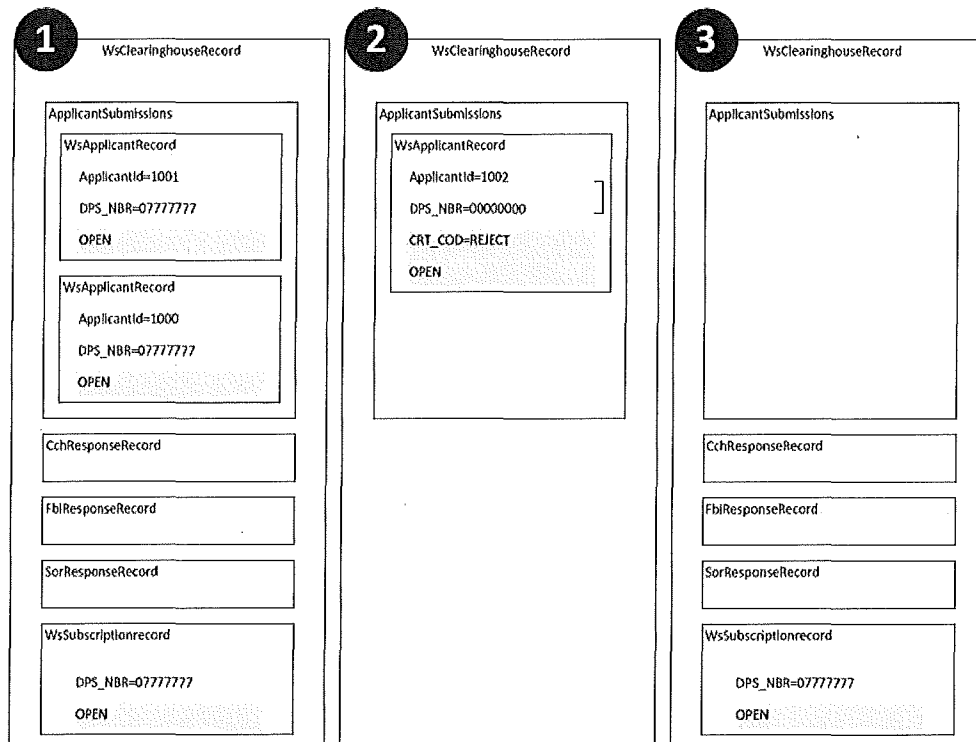 1
WsClearinghouseRecord
ApplicantSubmissions
WsApplicantRecord
ApplicantId=1001
DPS_NBR=07777777
OPEN
WsApplicantRecord
ApplicantId=1000
DPS_NBR=07777777
OPEN
CchResponseRecord
FbiResponseRecord
SorResponseRecord
WsSubscriptionrecord
DPS_NBR=07777777
OPEN
2
WsClearinghouseRecord
ApplicantSubmissions
WsApplicantRecord
ApplicantId=1002
DPS_NBR=00000000
CRT_COD=REJECT
OPEN
3
WsClearinghouseRecord
ApplicantSubmissions
CchResponseRecord
FbiResponseRecord
SorResponseRecord
WsSubscriptionrecord
DPS_NBR=07777777
OPEN